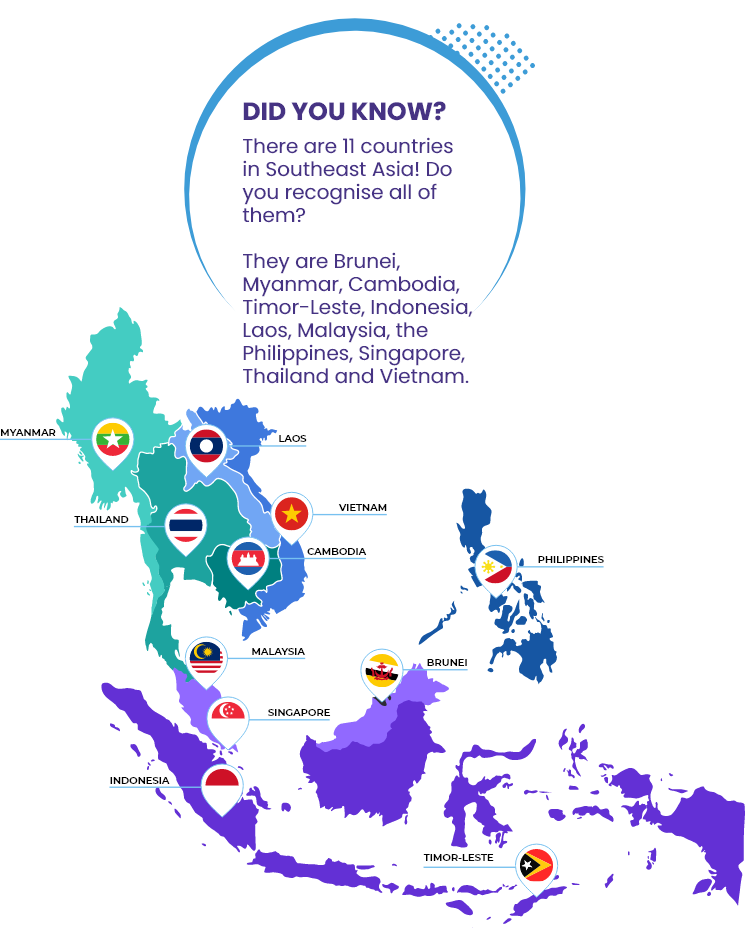 DID YOU KNOW?
There are 11 countries
in Southeast Asia! Do
you recognise all of
them?
They are Brunei,
Myanmar, Cambodia,
Timor-Leste, Indonesia,
Laos, Malaysia, the
Philippines, Singapore,
Thailand and Vietnam.
MYANMAR
LAOS
VIETNAM
THAILAND
CAMBODIA
PHILIPPINES
MALAYSIA
BRUNEI
SINGAPORE
INDONESIA
TIMOR-LESTE